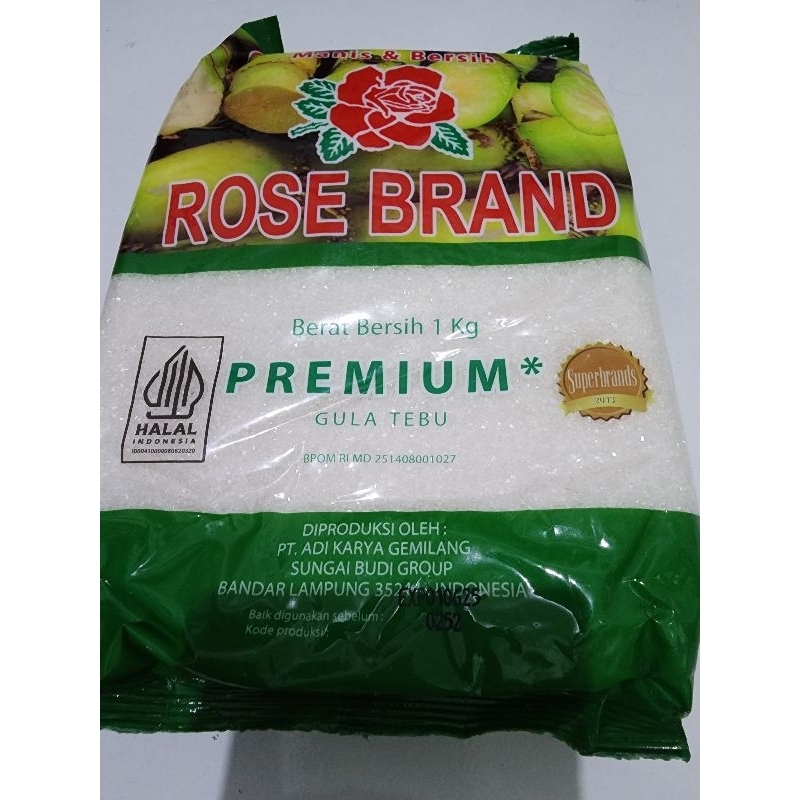 Manis & Bersih
ROSE BRAND
Berat Bersih 1 Kg
PREMIUM*
GULA TEBU
BPOM RI MD 251408001027
HALAL
INDONESIA
Superbrands
DIPRODUKSI OLEH :
PT. ADI KARYA GEMILANG
SUNGAI BUDI GROUP
BANDAR LAMPUNG INDONESIA
Baik digunakan sebelum :
EXP010625
Kode produksi :
0252